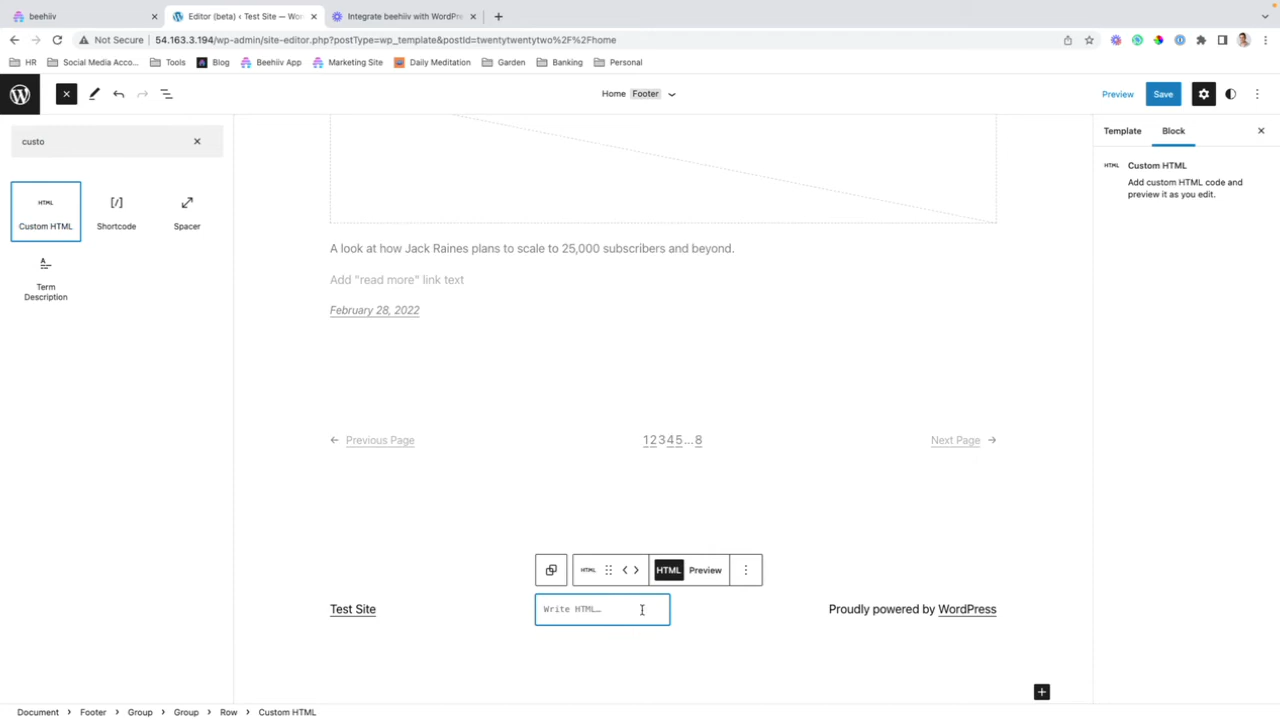 beehiiv
Editor (beta) ‹ Test Site — Wor
Integrate beehiiv with WordPre
Not Secure
54.163.3.194/wp-admin/site-editor.php?postType=wp_template&postId=twentytwentytwo%2F%2Fhome
HR
Social Media Acco...
Tools
Blog
Beehiiv App
Marketing Site
Daily Meditation
Garden
Banking
Personal
Home Footer
Preview
Save
custo
Template
Block
HTML
Custom HTML
Add custom HTML code and
preview it as you edit.
HTML
Custom HTML
[/]
Shortcode
Spacer
Term
Description
A look at how Jack Raines plans to scale to 25,000 subscribers and beyond.
Add "read more" link text
February 28, 2022
← Previous Page
12345...8
Next Page →
HTML
HTML
Preview
Test Site
Write HTML...
Proudly powered by WordPress
Document > Footer > Group > Group > Row > Custom HTML